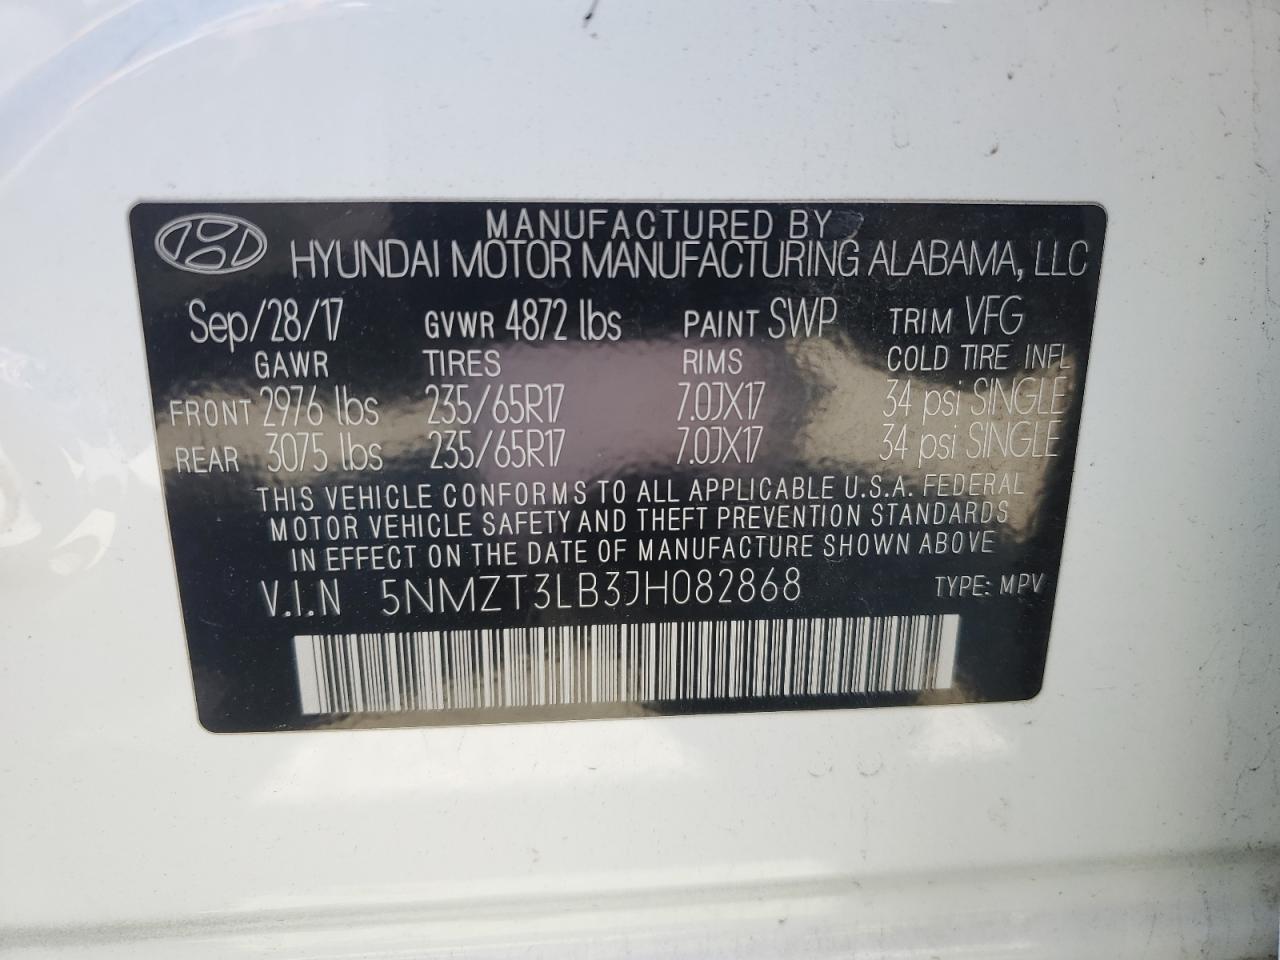 MANUFACTURED BY
HYUNDAI MOTOR MANUFACTURING ALABAMA, LLC
Sep/28/17 GVWR 4872 lbs PAINT SWP TRIM VFG
GAWR TIRES RIMS COLD TIRE INFL
FRONT 2976 lbs 235/65R17 7.0JX17 34 psi SINGLE
REAR 3075 lbs 235/65R17 7.0JX17 34 psi SINGLE
THIS VEHICLE CONFORMS TO ALL APPLICABLE U.S.A. FEDERAL
MOTOR VEHICLE SAFETY AND THEFT PREVENTION STANDARDS
IN EFFECT ON THE DATE OF MANUFACTURE SHOWN ABOVE
V.I.N 5NMZT3LB3JH082868 TYPE: MPV